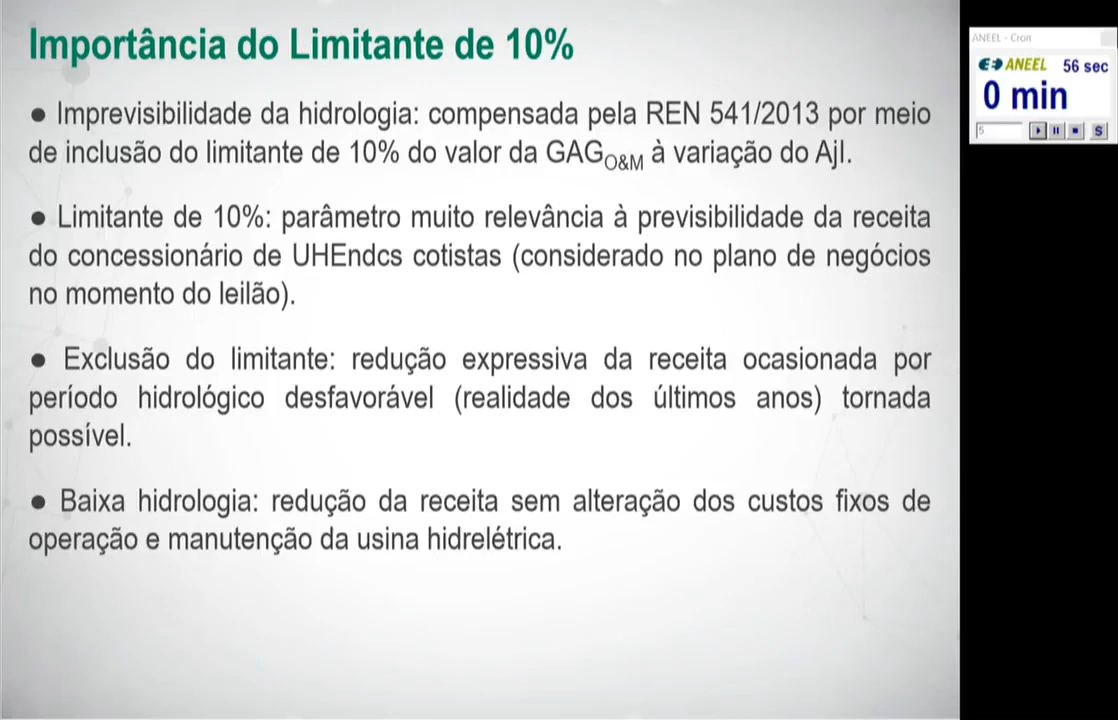 Importância do Limitante de 10%
● Imprevisibilidade da hidrologia: compensada pela REN 541/2013 por meio
de inclusão do limitante de 10% do valor da GAGO&M à variação do AjI.
● Limitante de 10%: parâmetro muito relevância à previsibilidade da receita
do concessionário de UHEndcs cotistas (considerado no plano de negócios
no momento do leilão).
● Exclusão do limitante: redução expressiva da receita ocasionada por
período hidrológico desfavorável (realidade dos últimos anos) tornada
possível.
● Baixa hidrologia: redução da receita sem alteração dos custos fixos de
operação e manutenção da usina hidrelétrica.
ANEEL - Cron
ANEEL 56 sec
0 min
5
S